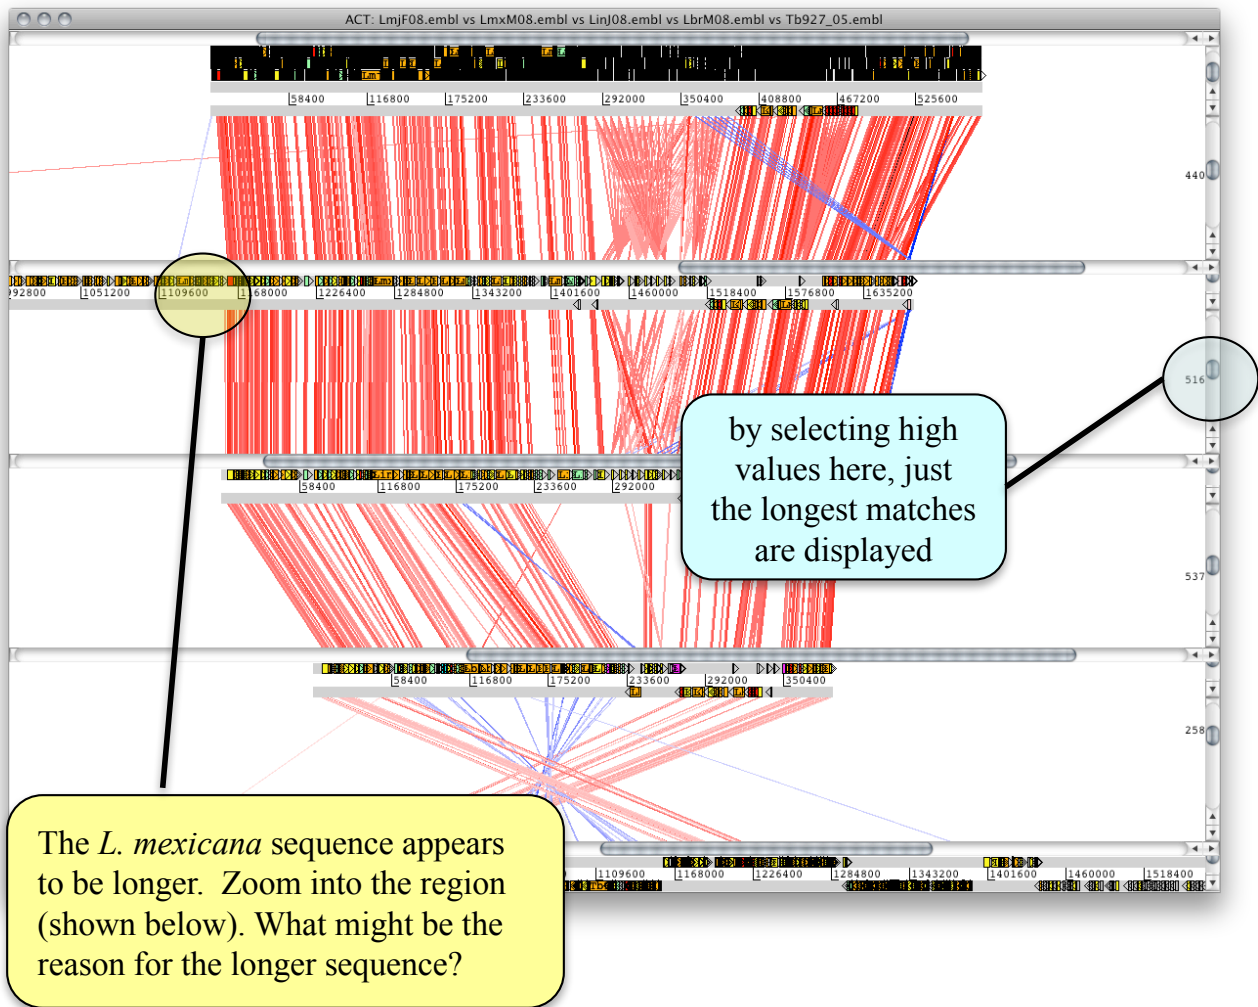 ACT: LmjF08.embl vs LmxM08.embl vs LinJ08.embl vs LbrM08.embl vs Tb927_05.embl
58400 116800 175200 233600 292000 350400 408800 467200 525600
440
992800 1051200 1109600 1168000 1226400 1284800 1343200 1401600 1460000 1518400 1576800 1635200
516
by selecting high
values here, just
the longest matches
are displayed
58400 116800 175200 233600 292000
537
58400 116800 175200 233600 292000 350400
258
The L. mexicana sequence appears
to be longer. Zoom into the region
(shown below). What might be the
reason for the longer sequence?
1109600 1168000 1226400 1284800 1343200 1401600 1460000 1518400